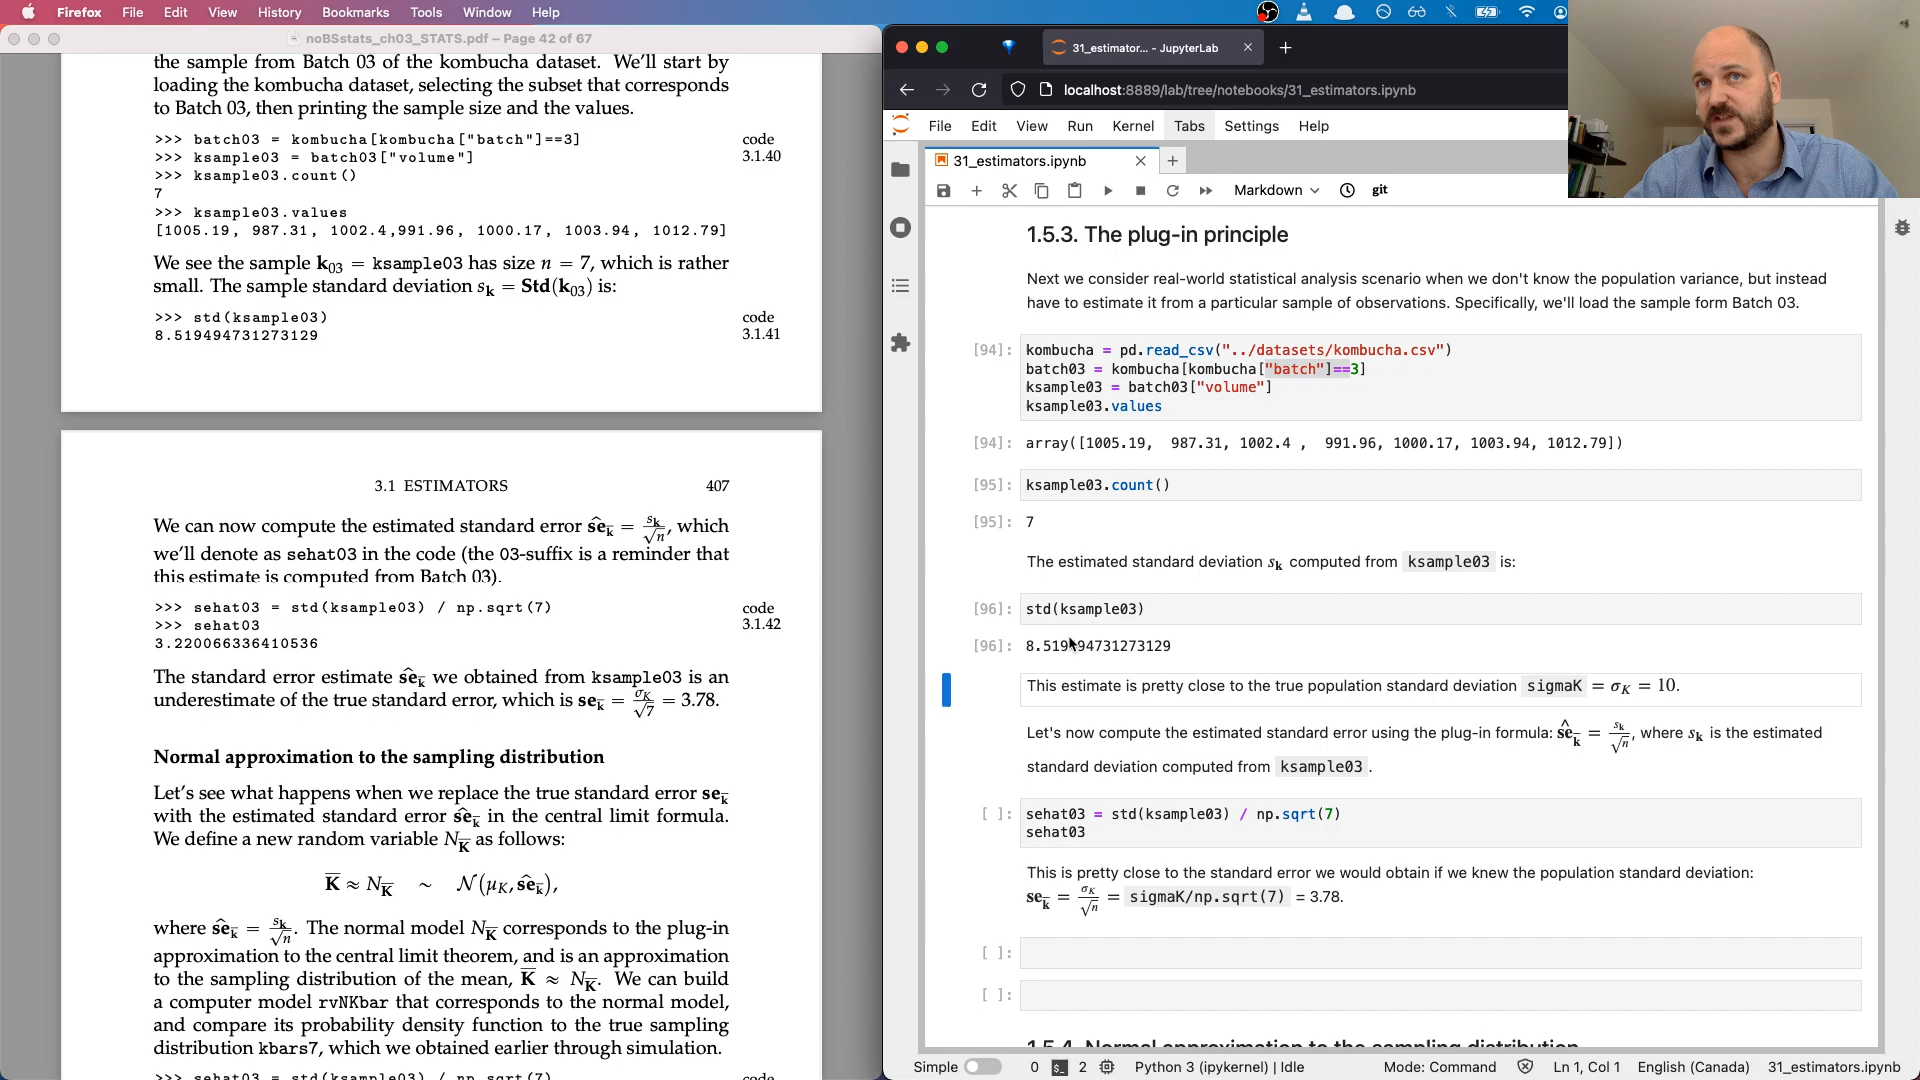 Firefox File Edit View History Bookmarks Tools Window Help
noBSstats_ch03_STATS.pdf – Page 42 of 67
the sample from Batch 03 of the kombucha dataset. We'll start by
loading the kombucha dataset, selecting the subset that corresponds
to Batch 03, then printing the sample size and the values.
>>> batch03 = kombucha[kombucha["batch"]==3]
code
>>> ksample03 = batch03["volume"]
3.1.40
>>> ksample03.count()
7
>>> ksample03.values
[1005.19, 987.31, 1002.4,991.96, 1000.17, 1003.94, 1012.79]
We see the sample k03 = ksample03 has size n = 7, which is rather
small. The sample standard deviation sk = Std(k03) is:
>>> std(ksample03)
code
8.519494731273129
3.1.41
3.1 ESTIMATORS 407
We can now compute the estimated standard error ŝek̅ = sk/√n, which
we'll denote as sehat03 in the code (the 03-suffix is a reminder that
this estimate is computed from Batch 03).
>>> sehat03 = std(ksample03) / np.sqrt(7)
code
>>> sehat03
3.1.42
3.220066336410536
The standard error estimate ŝek̅ we obtained from ksample03 is an
underestimate of the true standard error, which is sek̅ = σK/√7 = 3.78.
Normal approximation to the sampling distribution
Let's see what happens when we replace the true standard error sek̅
with the estimated standard error ŝek̅ in the central limit formula.
We define a new random variable NK̅ as follows:
K̅ ≈ NK̅ ∼ 𝒩(μK, ŝek̅),
where ŝek̅ = sk/√n. The normal model NK̅ corresponds to the plug-in
approximation to the central limit theorem, and is an approximation
to the sampling distribution of the mean, K̅ ≈ NK̅. We can build
a computer model rvNKbar that corresponds to the normal model,
and compare its probability density function to the true sampling
distribution kbars7, which we obtained earlier through simulation.
>>> sehat03 = std(ksample03) / np.sqrt(7)
code
31_estimator... - JupyterLab
localhost:8889/lab/tree/notebooks/31_estimators.ipynb
File Edit View Run Kernel Tabs Settings Help
31_estimators.ipynb
Markdown
git
1.5.3. The plug-in principle
Next we consider real-world statistical analysis scenario when we don't know the population variance, but instead
have to estimate it from a particular sample of observations. Specifically, we'll load the sample form Batch 03.
[94]: kombucha = pd.read_csv("../datasets/kombucha.csv")
batch03 = kombucha[kombucha["batch"]==3]
ksample03 = batch03["volume"]
ksample03.values
[94]: array([1005.19, 987.31, 1002.4 , 991.96, 1000.17, 1003.94, 1012.79])
[95]: ksample03.count()
[95]: 7
The estimated standard deviation sk computed from ksample03 is:
[96]: std(ksample03)
[96]: 8.519494731273129
This estimate is pretty close to the true population standard deviation sigmaK = σK = 10.
Let's now compute the estimated standard error using the plug-in formula: ŝek̅ = sk/√n, where sk is the estimated
standard deviation computed from ksample03.
[ ]: sehat03 = std(ksample03) / np.sqrt(7)
sehat03
This is pretty close to the standard error we would obtain if we knew the population standard deviation:
sek̅ = σK/√n = sigmaK/np.sqrt(7) = 3.78.
[ ]:
[ ]:
1.5.4. Normal approximation to the sampling distribution
Simple 0 $_ 2 Python 3 (ipykernel) | Idle Mode: Command Ln 1, Col 1 English (Canada) 31_estimators.ipynb